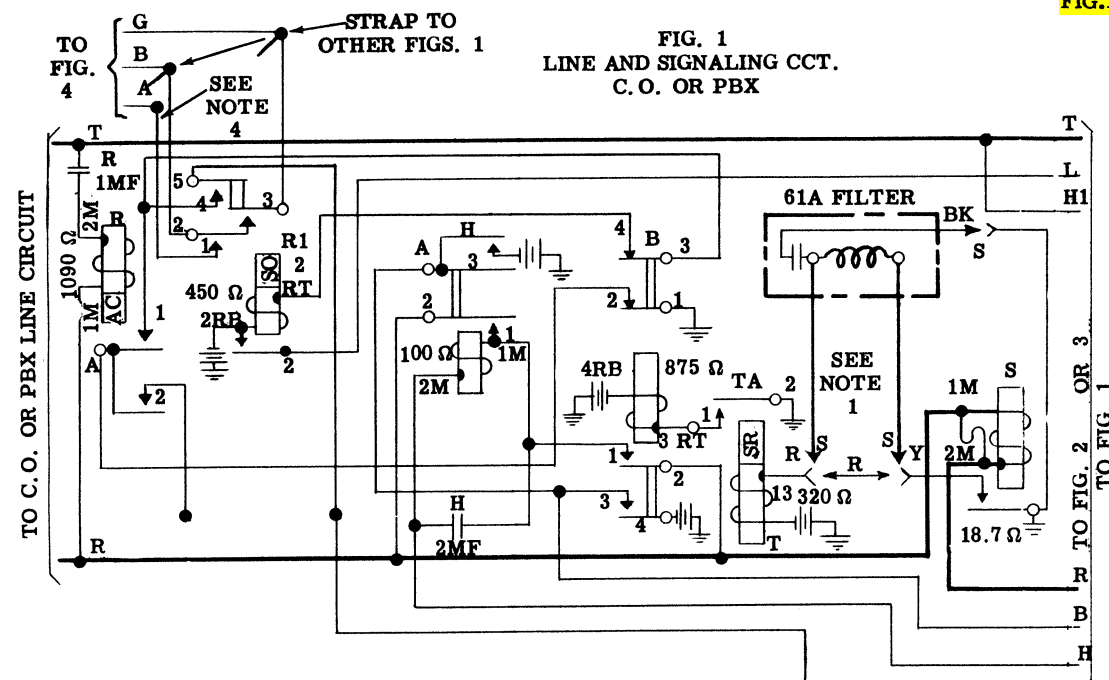 FIG.
G
STRAP TO
OTHER FIGS. 1
TO
FIG.
4
B
A
SEE
NOTE
4
FIG. 1
LINE AND SIGNALING CCT.
C.O. OR PBX
T
T
R
1MF
5
4
3
2
1
L
61A FILTER
H1
BK
S
2M
R
1090 Ω
1M
AC
R1
2
RT
SO
450 Ω
2RB
1
A
2
2
A
H
3
2
1
1M
100 Ω
2M
4
B
3
2
1
4RB
875 Ω
3
RT
TA
1
2
SEE
NOTE
1
S
1M
2M
18.7 Ω
R
S
R
S
Y
1
2
3
4
SR
13
320 Ω
T
H
2MF
R
R
B
H
TO C.O. OR PBX LINE CIRCUIT
TO FIG. 2 OR 3
TO FIG. 1